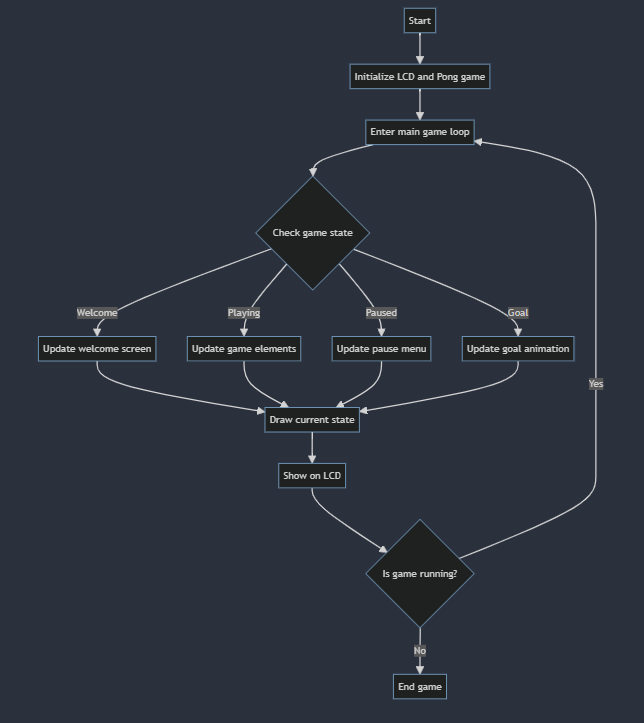 Start
Initialize LCD and Pong game
Enter main game loop
Check game state
Welcome
Playing
Paused
Goal
Update welcome screen
Update game elements
Update pause menu
Update goal animation
Yes
Draw current state
Show on LCD
Is game running?
No
End game